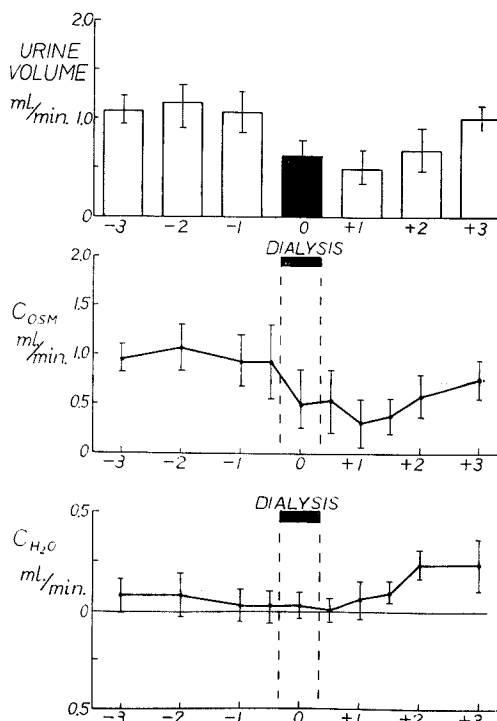 2.0
URINE
VOLUME
ml/min.
1.0
0
-3 -2 -1 0 +1 +2 +3
DIALYSIS
2.0
1.5
COSM
ml/min.
1.0
0.5
0
-3 -2 -1 0 +1 +2 +3
DIALYSIS
0.5
CH2O
ml./min.
0
0.5
-3 -2 -1 0 +1 +2 +3